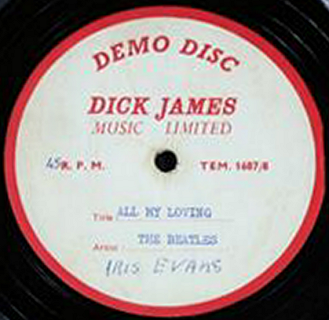 DEMO DISC
DICK JAMES
MUSIC LIMITED
45 R. P. M. TEM. 1687/8
Title ALL MY LOVING
Artist THE BEATLES
IRIS EVANS